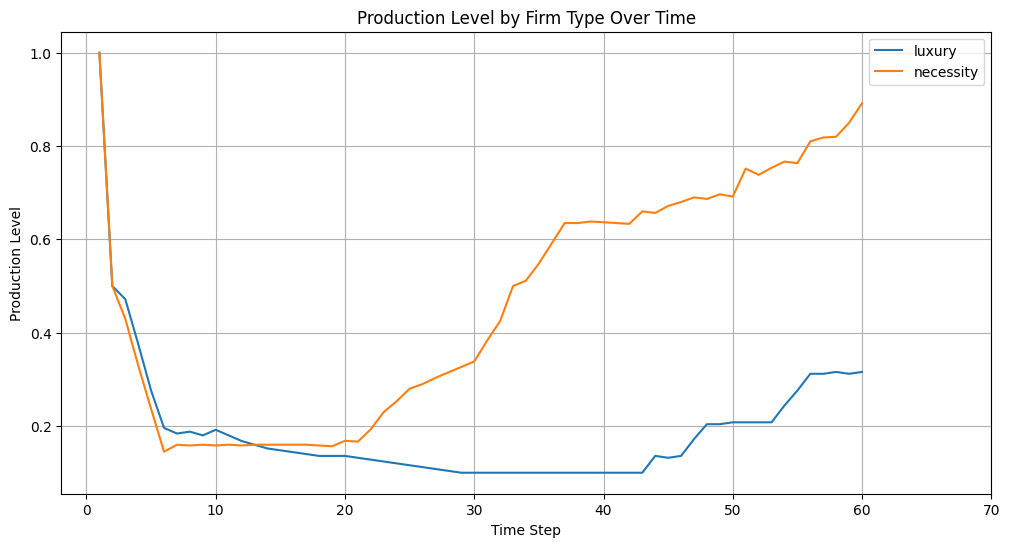 Production Level by Firm Type Over Time
luxury
necessity
Production Level
1.0
0.8
0.6
0.4
0.2
0 10 20 30 40 50 60 70
Time Step